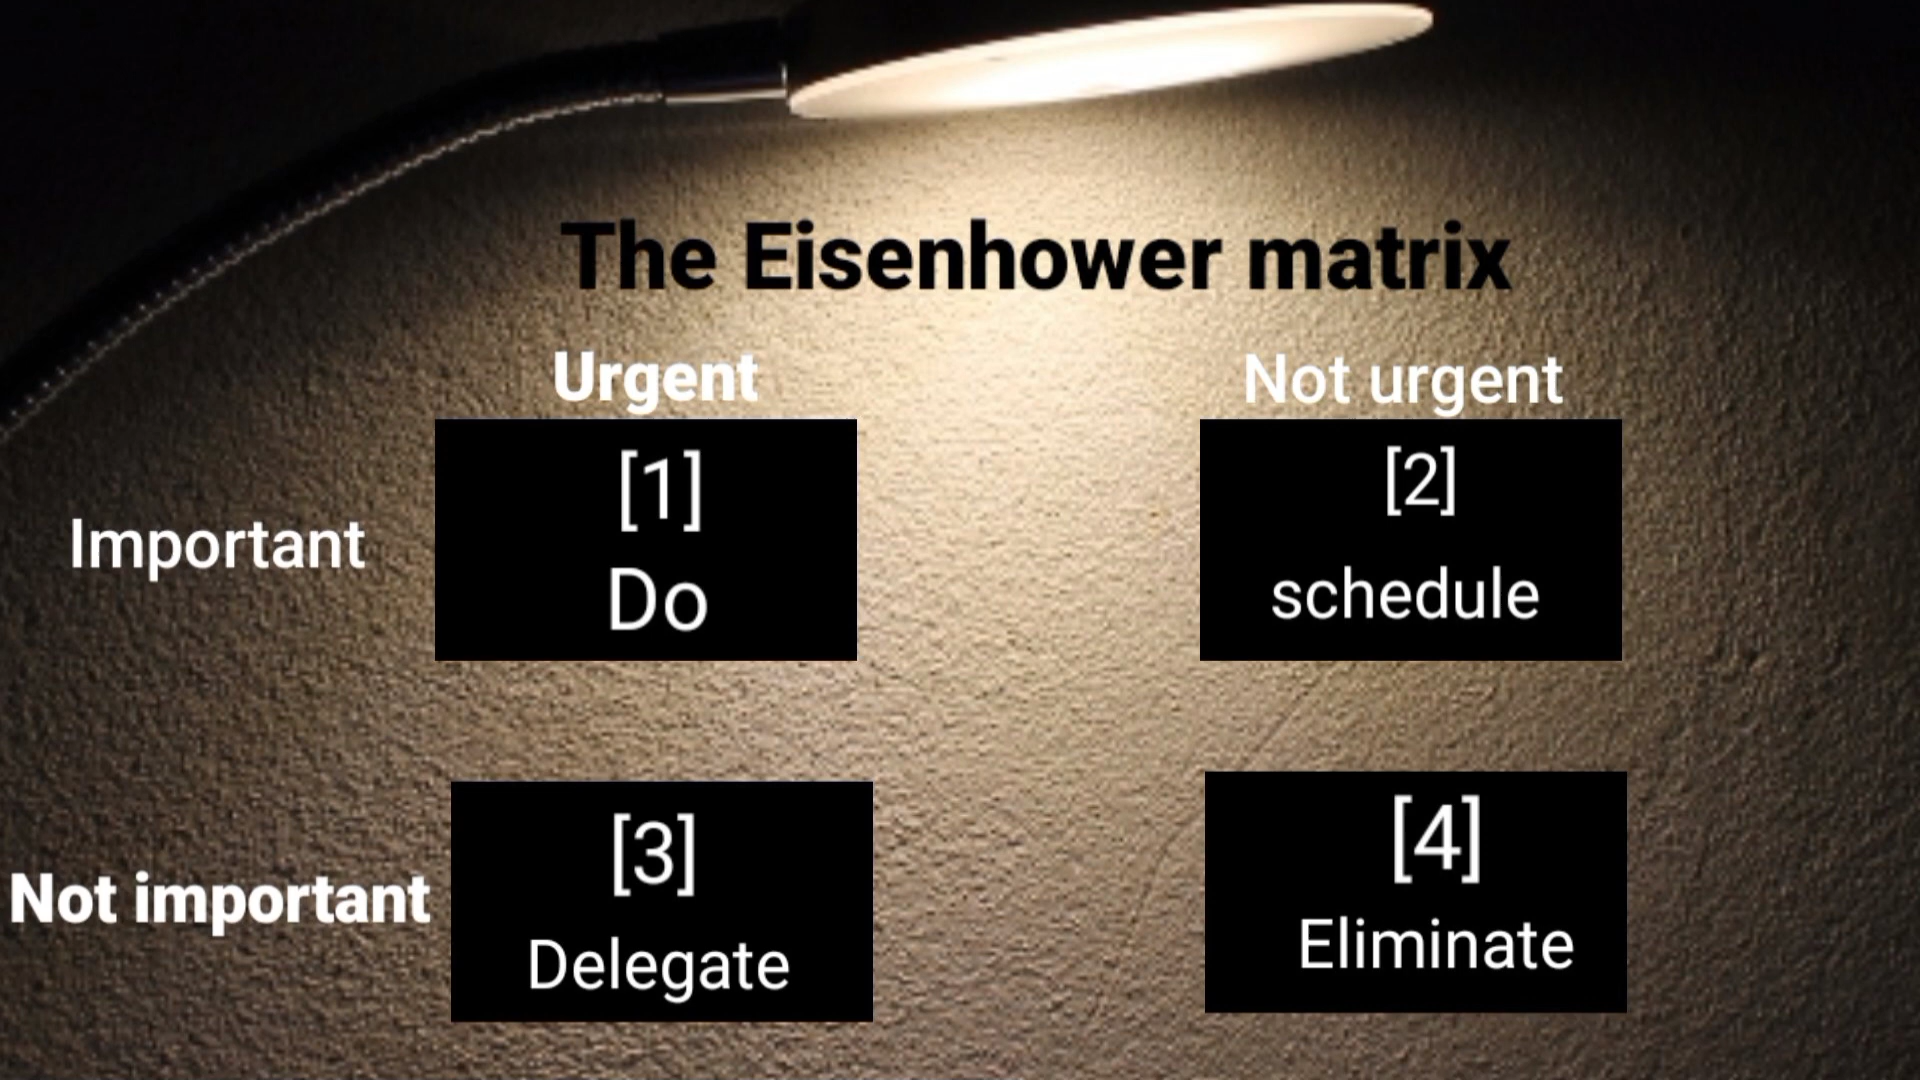 The Eisenhower matrix
Urgent
Not urgent
Important
[1]
Do
[2]
schedule
Not important
[3]
Delegate
[4]
Eliminate